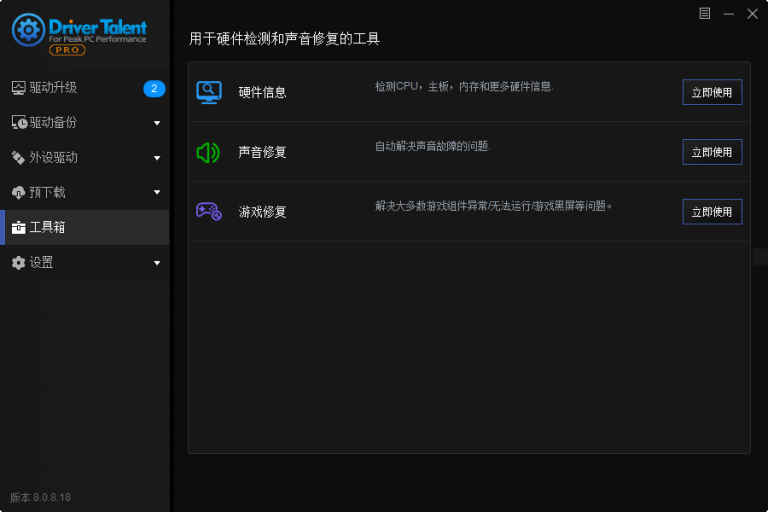 Driver Talent
For Peak PC Performance
PRO
驱动升级
2
驱动备份
外设驱动
预下载
工具箱
设置
版本 8.0.8.18
用于硬件检测和声音修复的工具
硬件信息
检测CPU，主板，内存和更多硬件信息.
立即使用
声音修复
自动解决声音故障的问题.
立即使用
游戏修复
解决大多数游戏组件异常/无法运行/游戏黑屏等问题。
立即使用